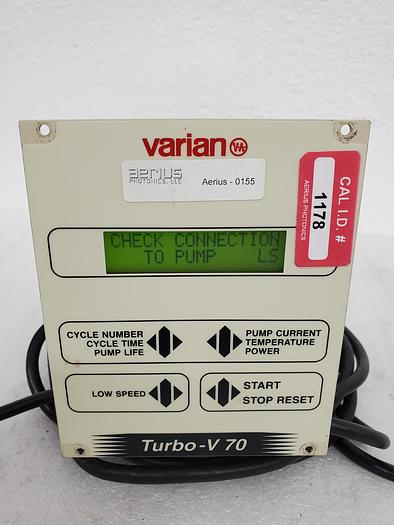 varian
aerius
PHOTONICS, LLC
Aerius - 0155
CAL I.D. #
1178
AERIUS PHOTONICS
CHECK CONNECTION
TO PUMP LS
CYCLE NUMBER
CYCLE TIME
PUMP LIFE
PUMP CURRENT
TEMPERATURE
POWER
LOW SPEED
START
STOP RESET
Turbo-V 70